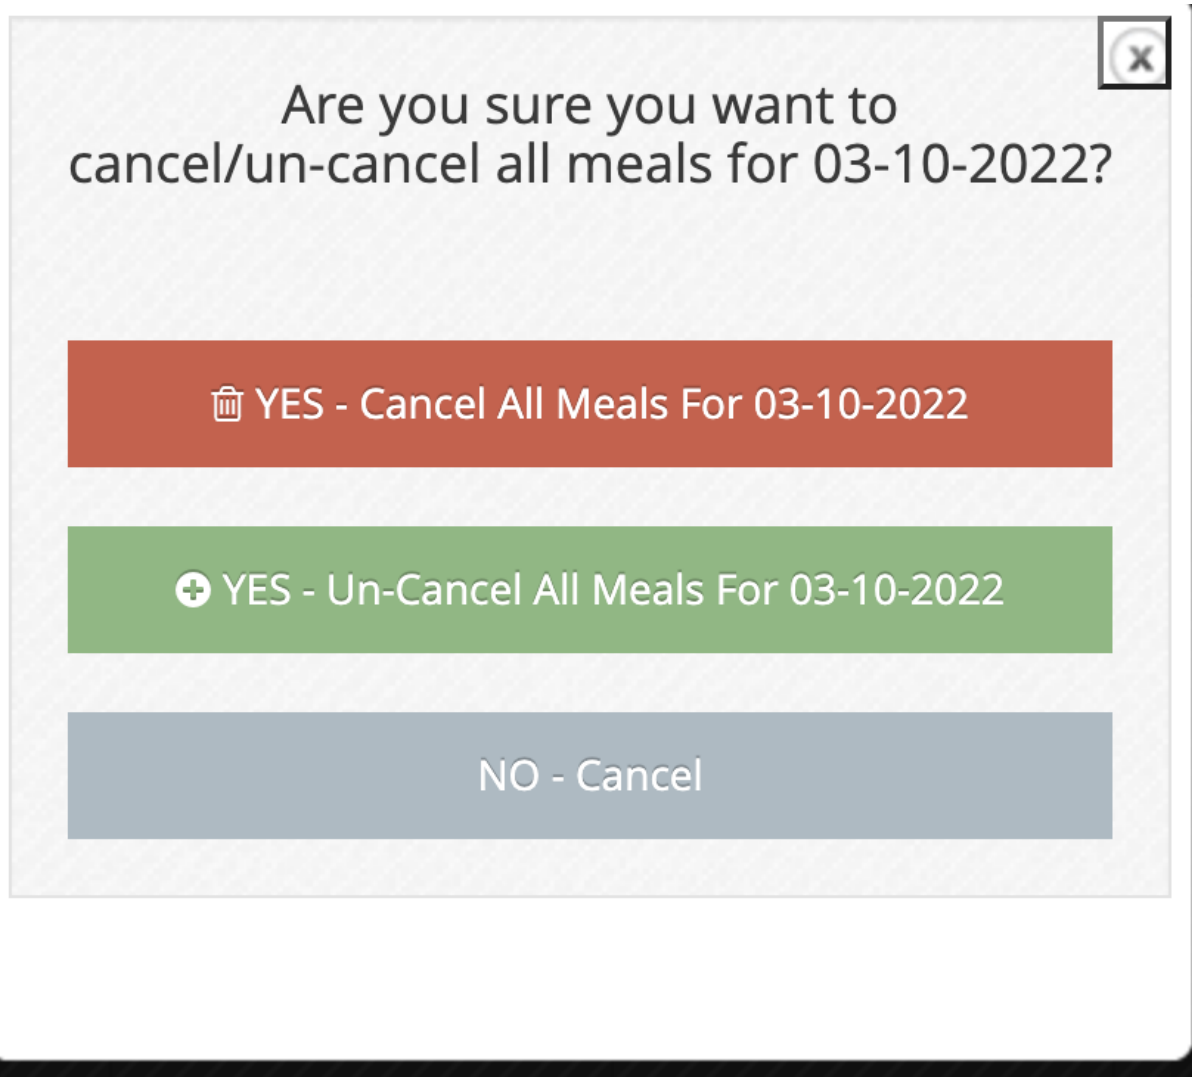 x
Are you sure you want to
cancel/un-cancel all meals for 03-10-2022?
YES - Cancel All Meals For 03-10-2022
YES - Un-Cancel All Meals For 03-10-2022
NO - Cancel